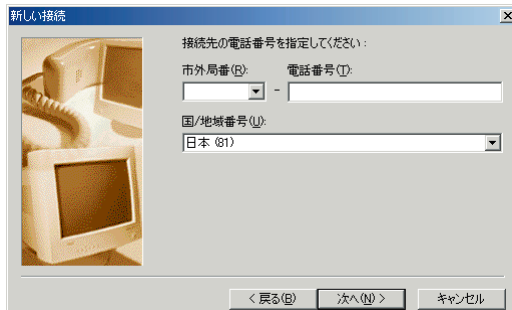 新しい接続
接続先の電話番号を指定してください:
市外局番(R): 電話番号(T):
-
国/地域番号(U):
日本 (81)
< 戻る(B) 次へ(N) > キャンセル